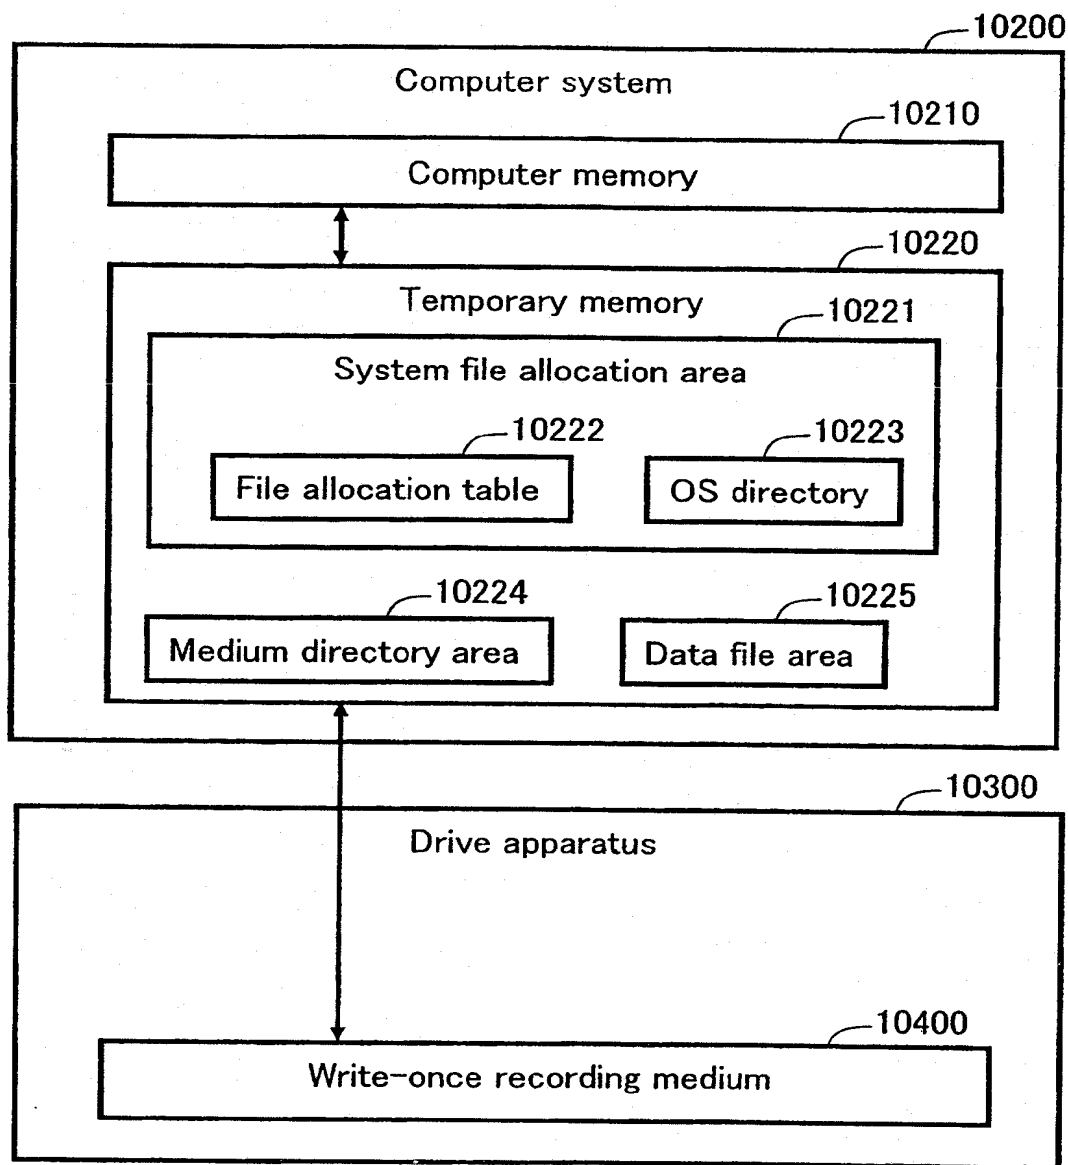 10200
Computer system
10210
Computer memory
10220
Temporary memory
10221
System file allocation area
10222
10223
File allocation table
OS directory
10224
10225
Medium directory area
Data file area
10300
Drive apparatus
10400
Write-once recording medium